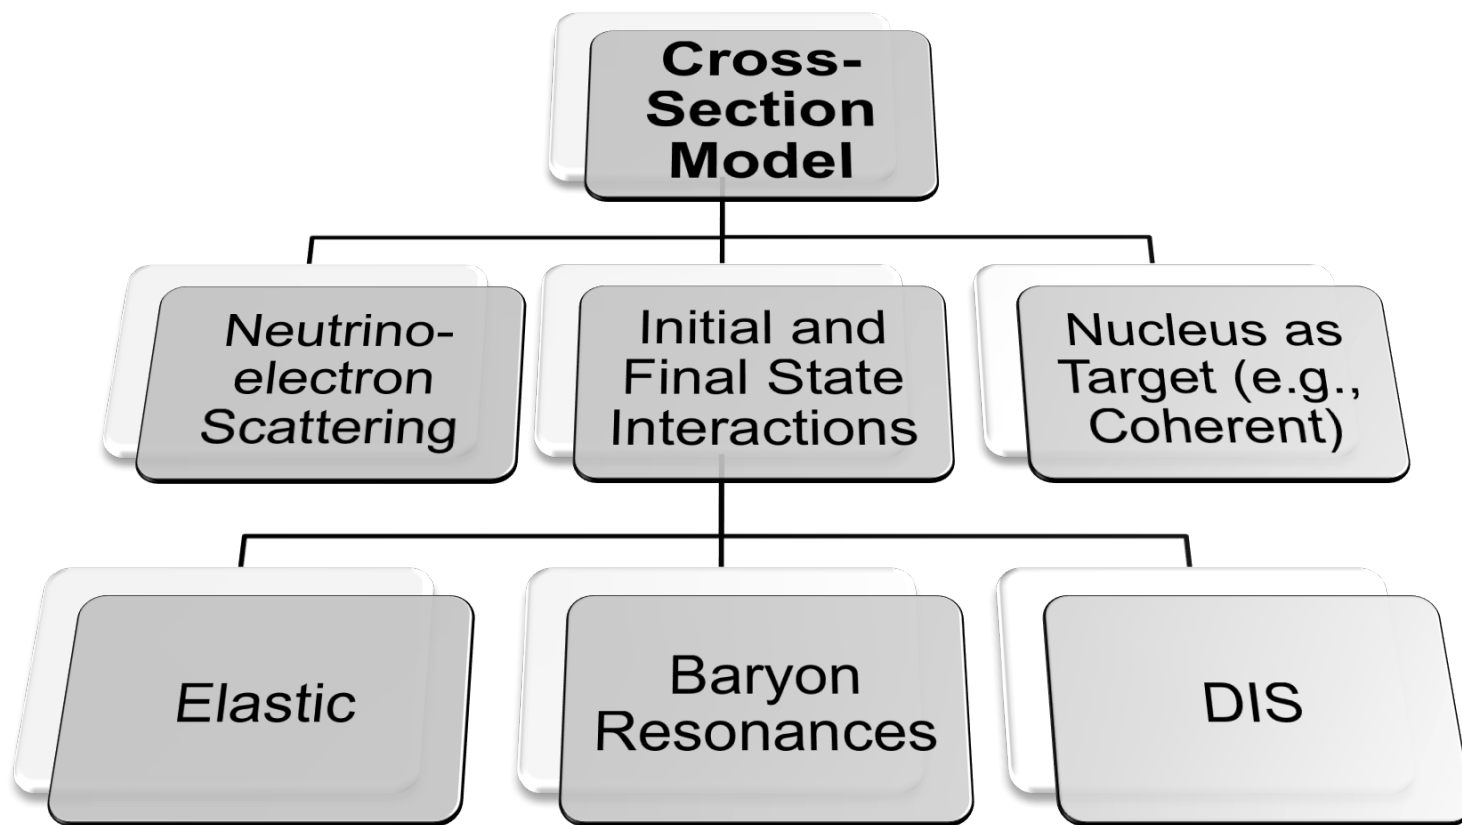 Cross-
Section
Model
Neutrino-
electron
Scattering
Initial and
Final State
Interactions
Nucleus as
Target (e.g.,
Coherent)
Elastic
Baryon
Resonances
DIS